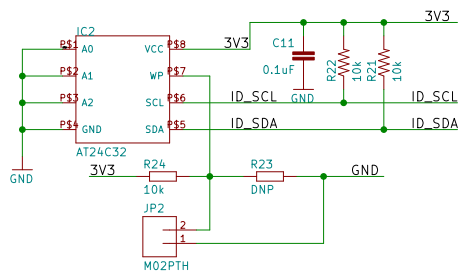 IC2
P$1 A0 VCC P$8 3V3 3V3
C11
0.1uF
GND
R22
10k
R21
10k
P$2 A1 WP P$7
P$3 A2 SCL P$6 ID_SCL ID_SCL
P$4 GND SDA P$5 ID_SDA ID_SDA
AT24C32
GND
3V3 R24 R23 GND
10k DNP
JP2
2
1
M02PTH